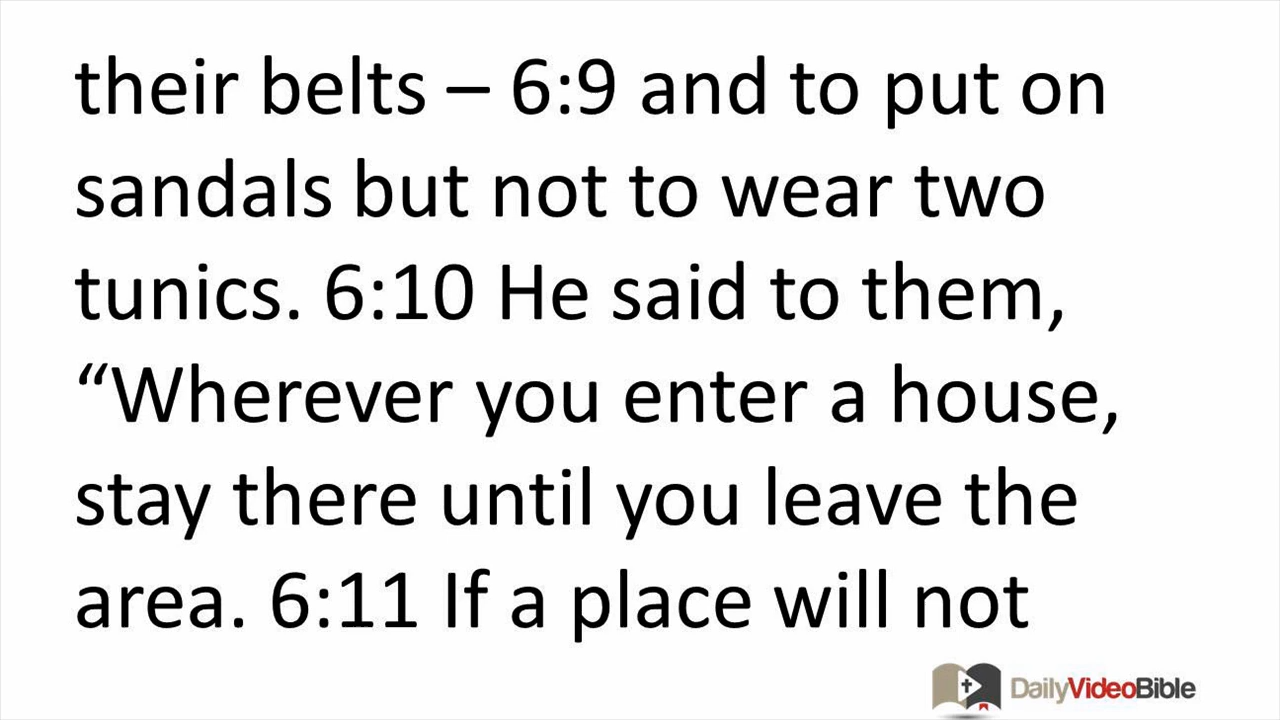 their belts – 6:9 and to put on
sandals but not to wear two
tunics. 6:10 He said to them,
“Wherever you enter a house,
stay there until you leave the
area. 6:11 If a place will not
DailyVideoBible